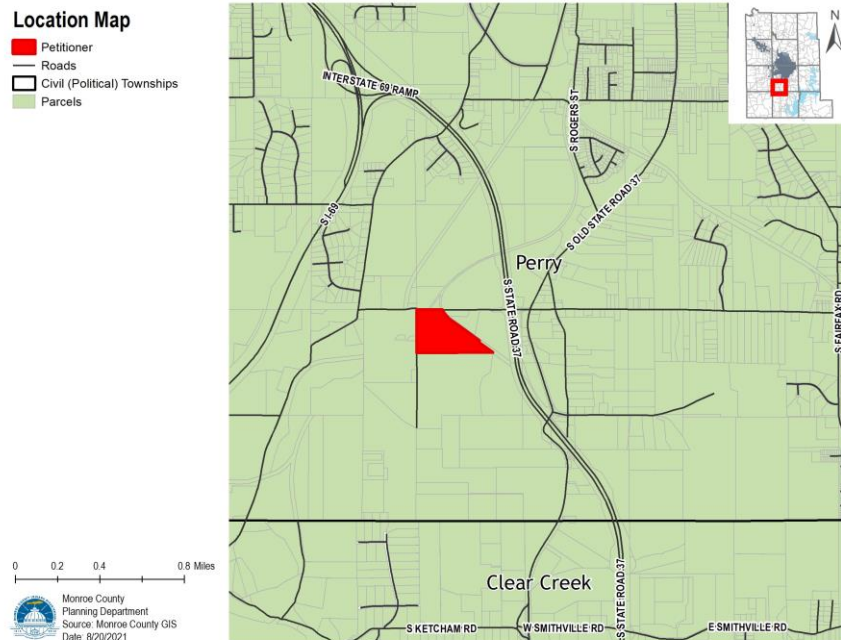 Location Map
Petitioner
Roads
Civil (Political) Townships
Parcels
N
INTERSTATE 69 RAMP
S ROGERS ST
S I-69
S OLD STATE ROAD 37
Perry
S STATE ROAD 37
S FAIRFAX RD
Clear Creek
S STATE ROAD 37
S KETCHAM RD
W SMITHVILLE RD
E SMITHVILLE RD
0 0.2 0.4 0.8 Miles
Monroe County
Planning Department
Source: Monroe County GIS
Date: 8/20/2021